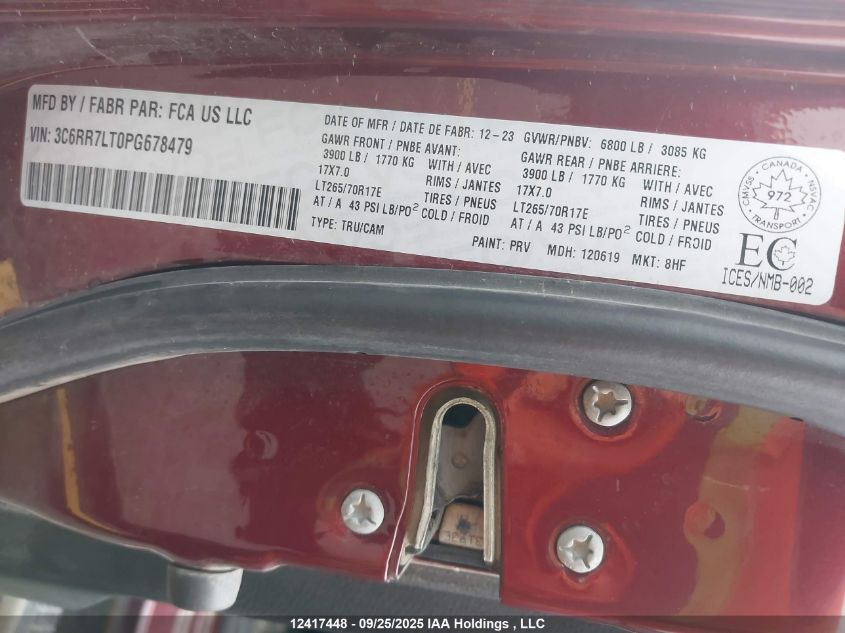 MFD BY / FABR PAR: FCA US LLC
VIN: 3C6RR7LT0PG678479
DATE OF MFR / DATE DE FABR: 12-23
GAWR FRONT / PNBE AVANT:
3900 LB / 1770 KG WITH / AVEC
17X7.0 RIMS / JANTES
LT265/70R17E TIRES / PNEUS
AT / A 43 PSI LB/PO² COLD / FROID
TYPE: TRU/CAM
GVWR/PNBV: 6800 LB / 3085 KG
GAWR REAR / PNBE ARRIERE:
3900 LB / 1770 KG WITH / AVEC
17X7.0 RIMS / JANTES
LT265/70R17E TIRES / PNEUS
AT / A 43 PSI LB/PO² COLD / FROID
PAINT: PRV MDH: 120619 MKT: 8HF
CMVSS CANADA NSVAC
972
TRANSPORT
EC
ICES/NMB-002
12417448 - 09/25/2025 IAA Holdings , LLC